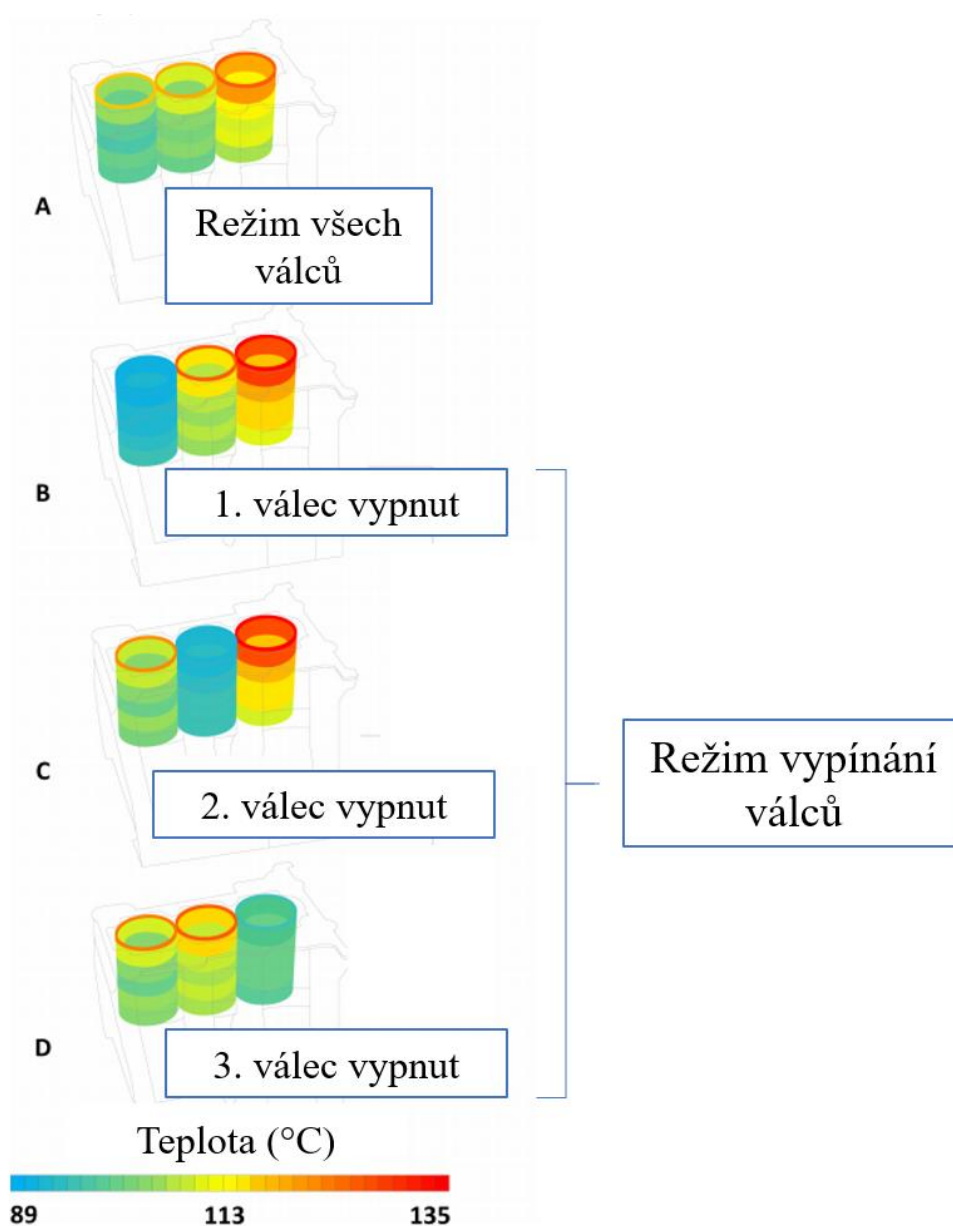 A
Režim všech
válců
B
1. válec vypnut
C
2. válec vypnut
Režim vypínání
válců
D
3. válec vypnut
Teplota (°C)
89 113 135